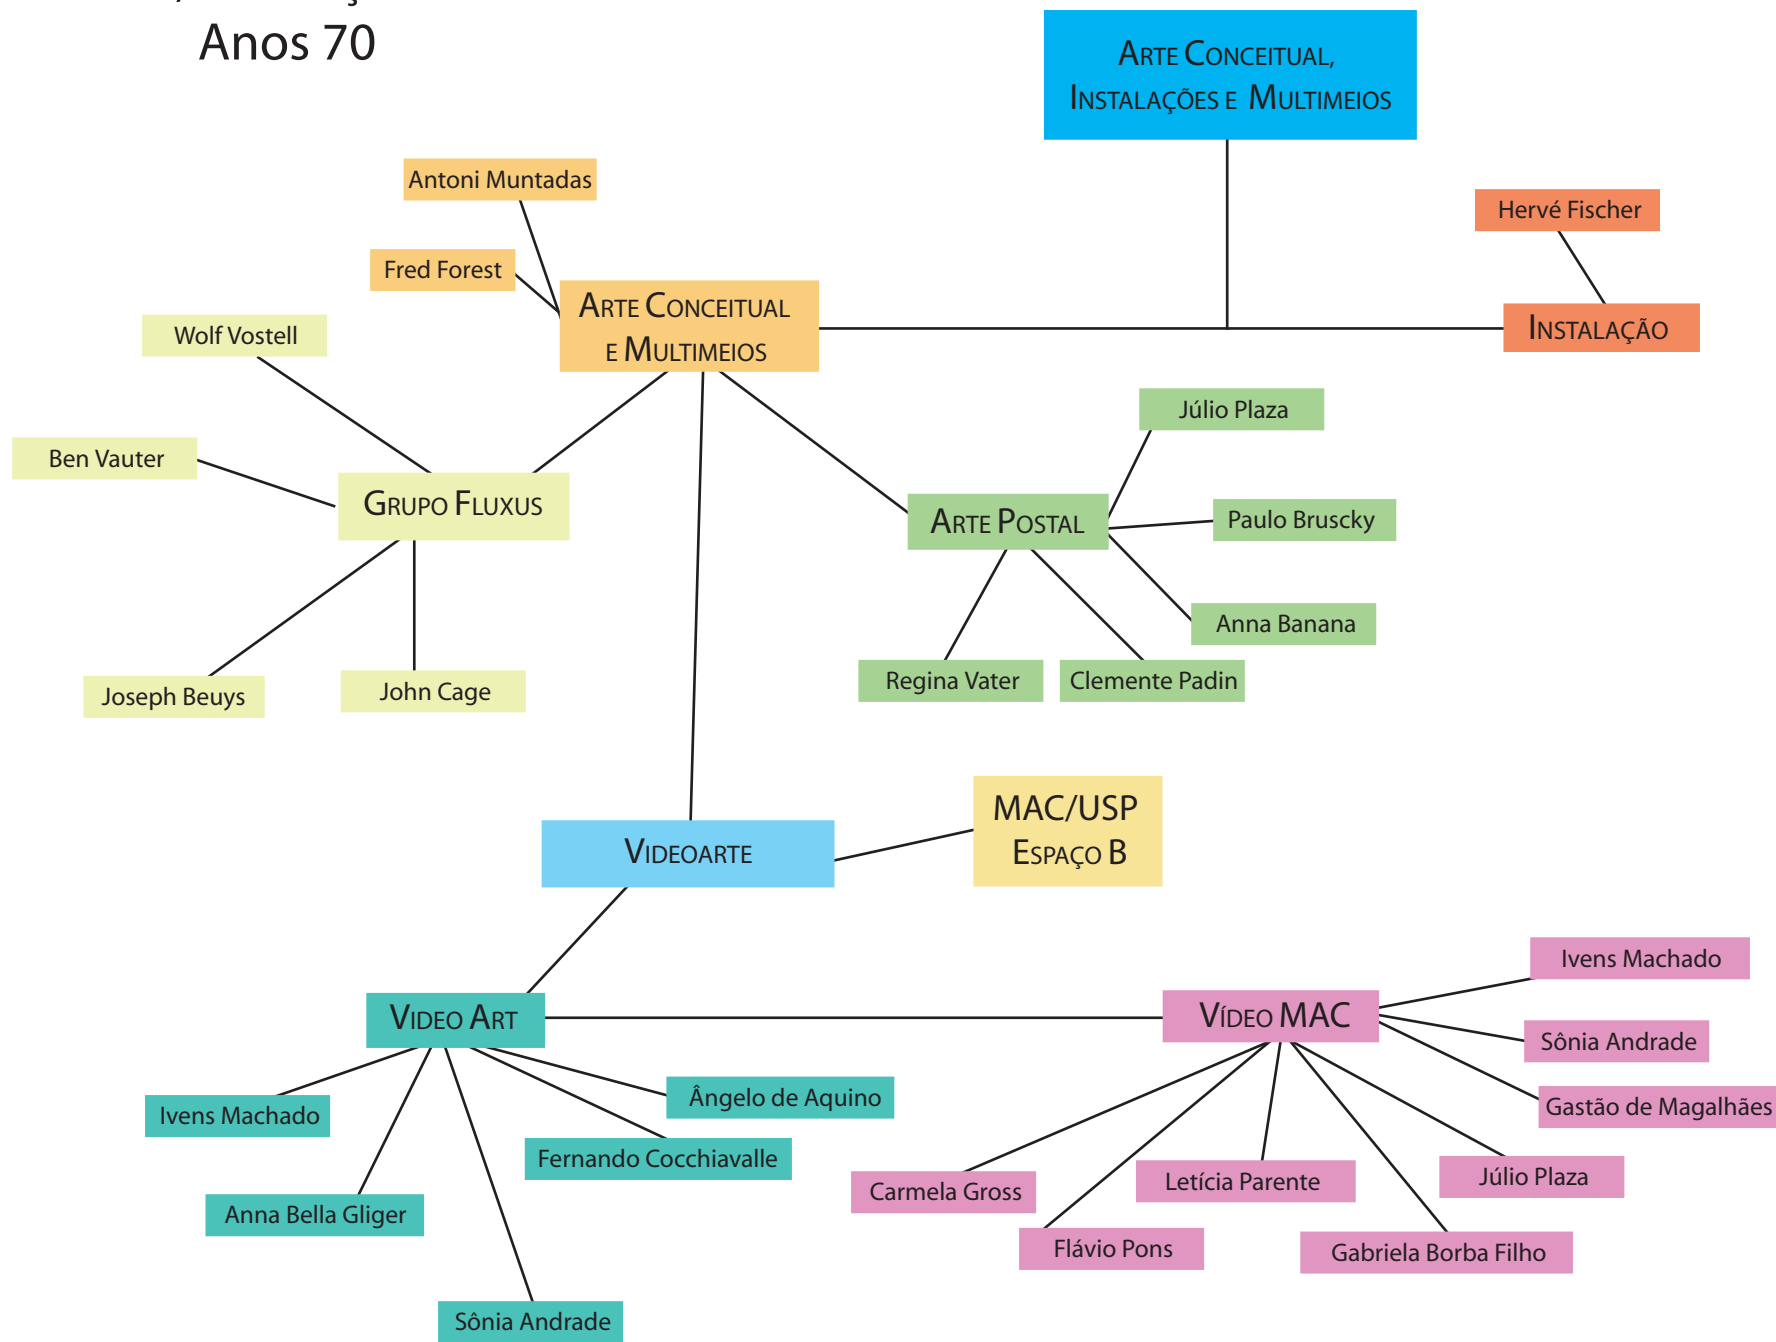 Anos 70
Arte Conceitual,
Instalações e Multimeios
Antoni Muntadas
Hervé Fischer
Fred Forest
Arte Conceitual
e Multimeios
Instalação
Wolf Vostell
Júlio Plaza
Ben Vauter
Grupo Fluxus
Arte Postal
Paulo Bruscky
Anna Banana
Regina Vater
Clemente Padin
Joseph Beuys
John Cage
MAC/USP
Espaço B
Videoarte
Ivens Machado
Video Art
Vídeo MAC
Sônia Andrade
Ângelo de Aquino
Gastão de Magalhães
Ivens Machado
Fernando Cocchiavalle
Letícia Parente
Júlio Plaza
Carmela Gross
Anna Bella Gliger
Flávio Pons
Gabriela Borba Filho
Sônia Andrade